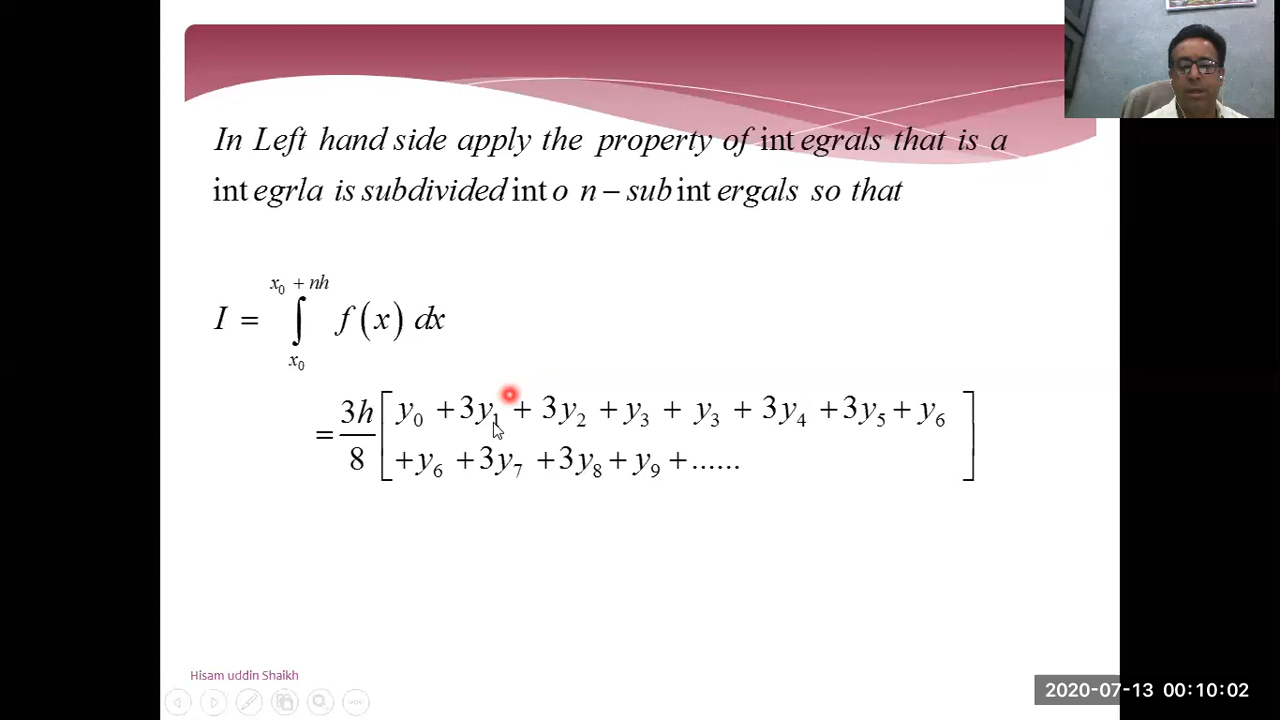 In Left hand side apply the property of int egrals that is a
int egrla is subdivided int o n – sub int ergals so that
x₀ + nh
I = ∫ f(x) dx
x₀
= 3h/8 [ y₀ + 3y₁ + 3y₂ + y₃ + y₃ + 3y₄ + 3y₅ + y₆
+ y₆ + 3y₇ + 3y₈ + y₉ + ...... ]
Hisam uddin Shaikh
2020-07-13 00:10:02